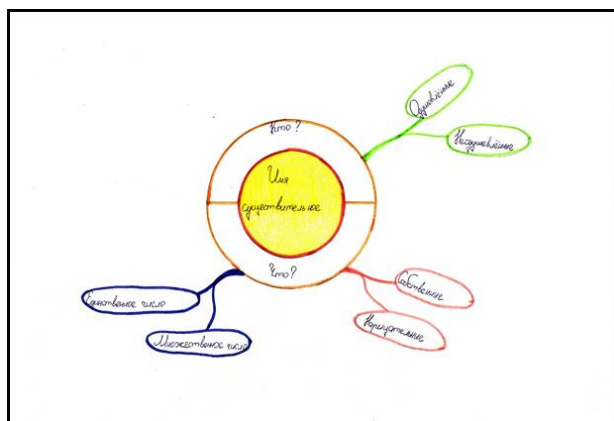 Кто?
Имя
существительное
Что?
Одушевлённые
Неодушевлённые
Собственные
Нарицательные
Единственное число
Множественное число